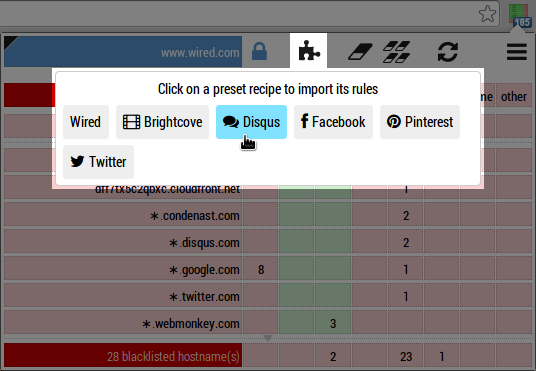 185
www.wired.com
Click on a preset recipe to import its rules
me other
Wired Brightcove Disqus Facebook Pinterest
Twitter
dff7tx5c2qbxc.cloudfront.net 1
*.condenast.com 2
*.disqus.com 2
*.google.com 8 1
*.twitter.com 1
*.webmonkey.com 3
28 blacklisted hostname(s) 2 23 1